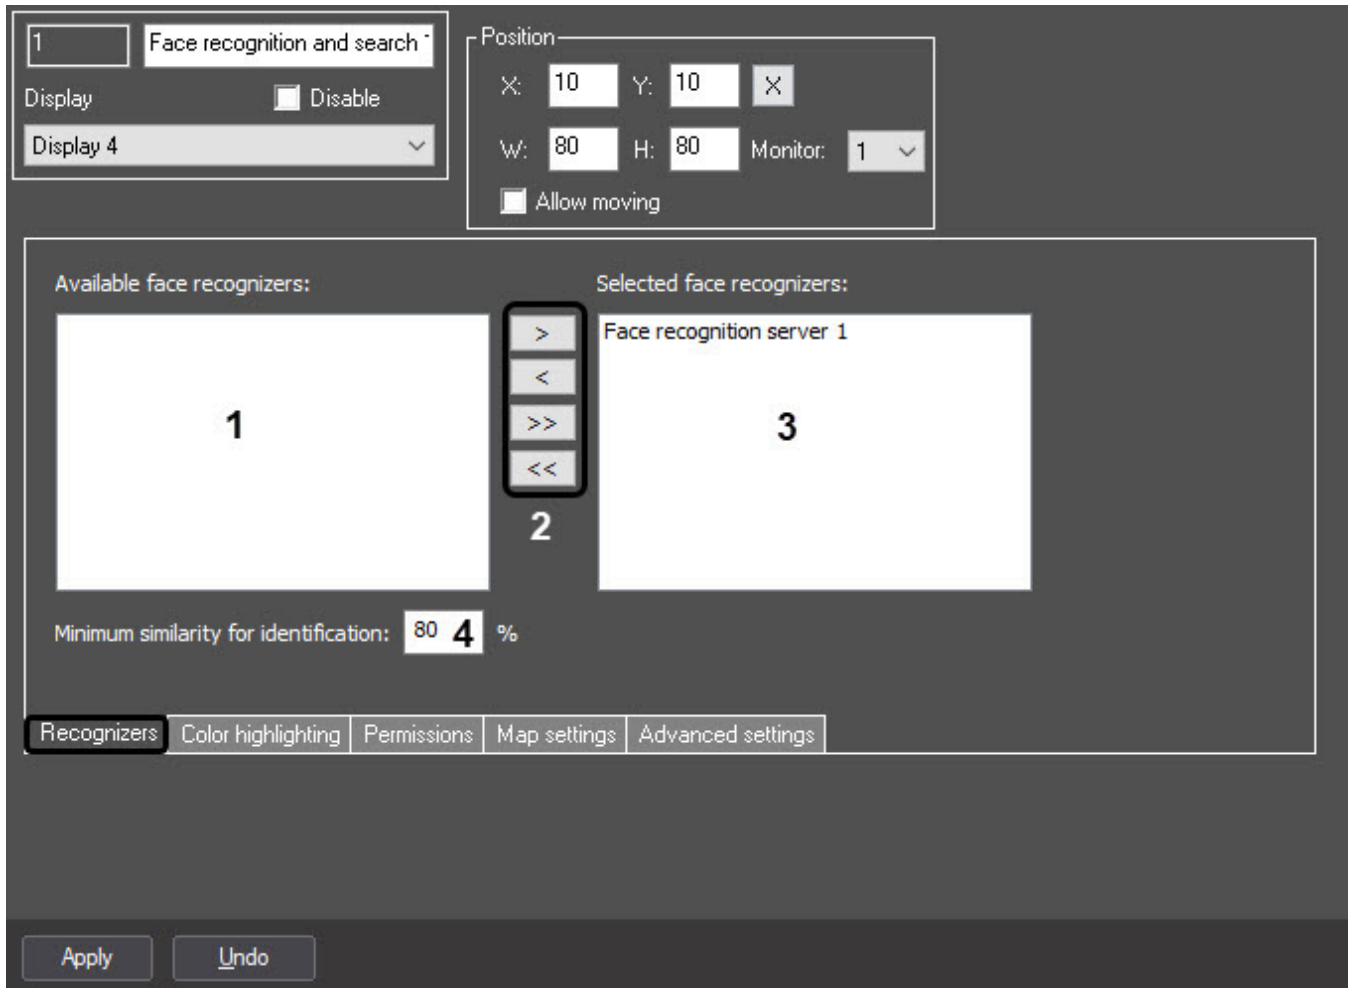 1
Face recognition and search
Display
Disable
Display 4
Position
X: 10 Y: 10 X
W: 80 H: 80 Monitor: 1
Allow moving
Available face recognizers:
Selected face recognizers:
>
<
>>
<<
Face recognition server 1
1
2
3
Minimum similarity for identification: 80 4 %
Recognizers Color highlighting Permissions Map settings Advanced settings
Apply Undo